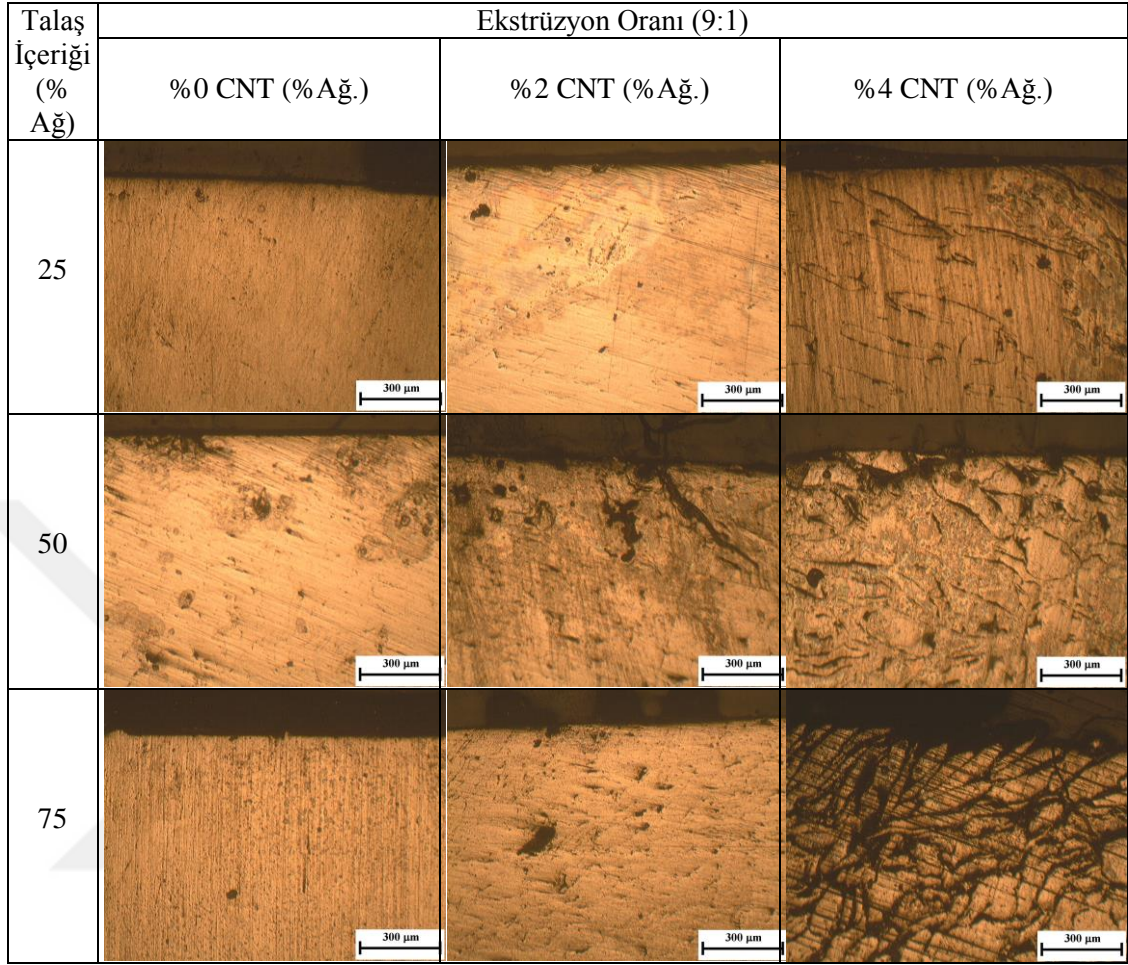 Talaş
İçeriği
(%
Ağ)
Ekstrüzyon Oranı (9:1)
%0 CNT (%Ağ.)
%2 CNT (%Ağ.)
%4 CNT (%Ağ.)
25
300 µm
300 µm
300 µm
50
300 µm
300 µm
300 µm
75
300 µm
300 µm
300 µm